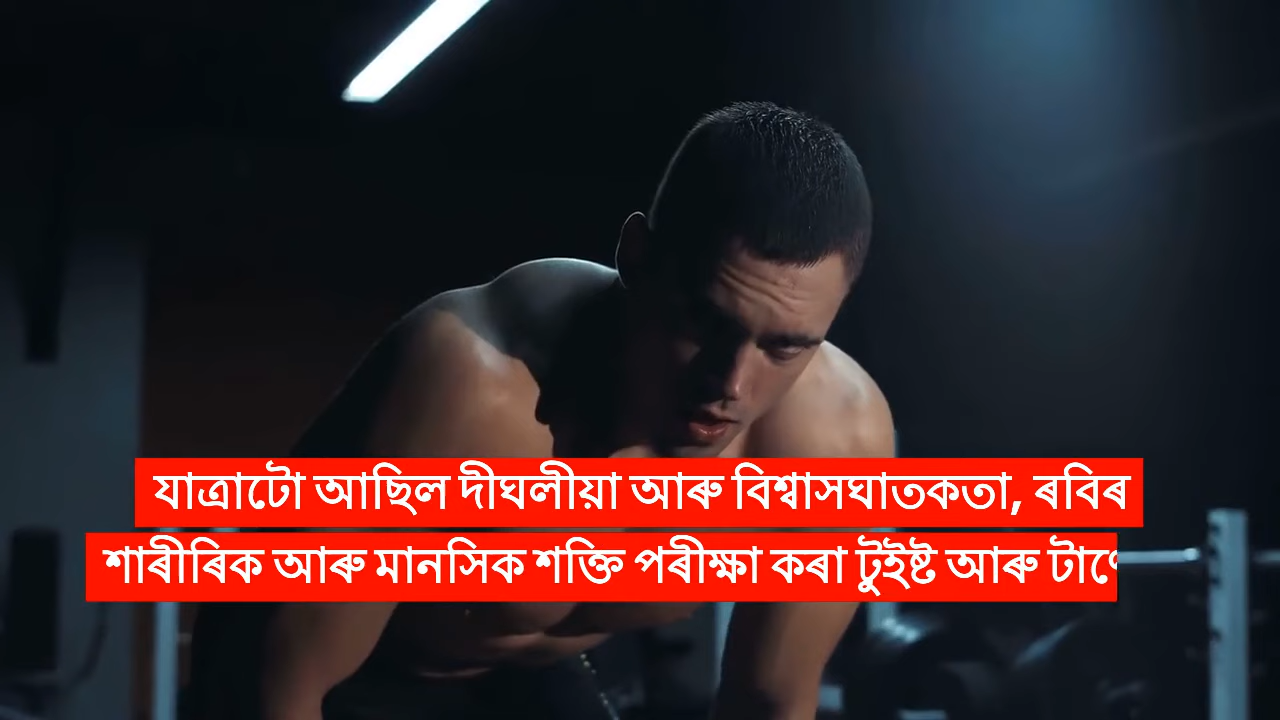 যাত্ৰাটো আছিল দীঘলীয়া আৰু বিশ্বাসঘাতকতা, ৰবিৰ
শাৰীৰিক আৰু মানসিক শক্তি পৰীক্ষা কৰা টুইষ্ট আৰু